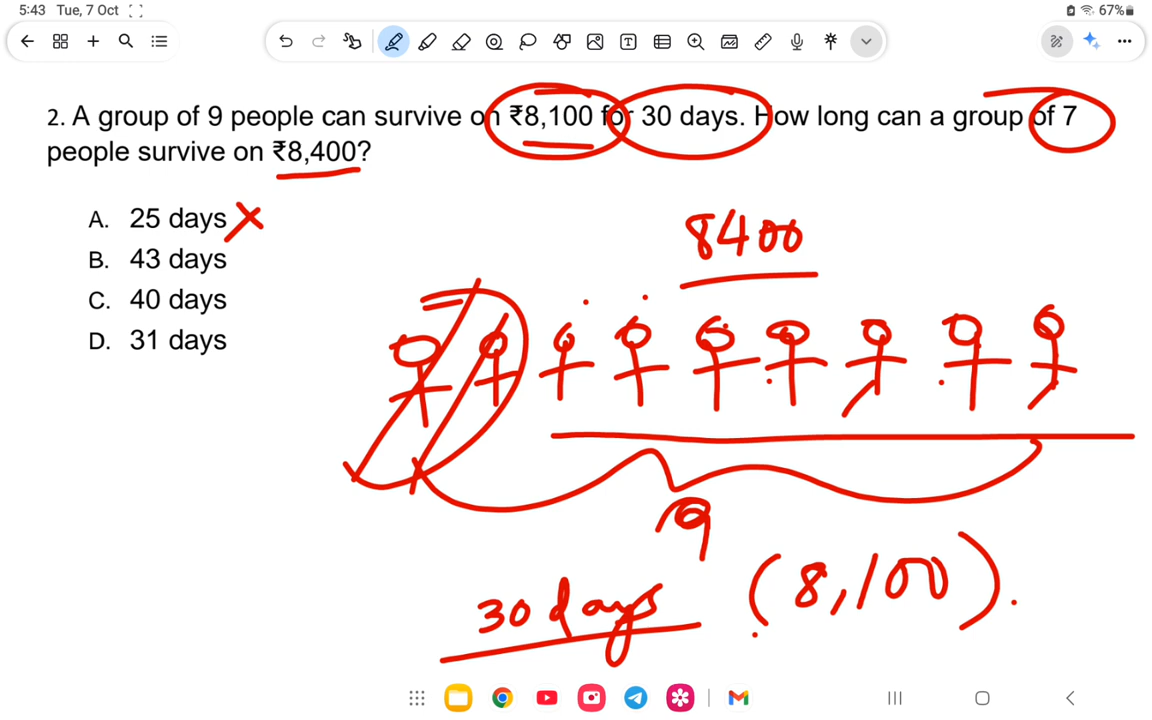 5:43 Tue, 7 Oct
67%
2. A group of 9 people can survive on ₹8,100 for 30 days. How long can a group of 7
people survive on ₹8,400?
A. 25 days
B. 43 days
C. 40 days
D. 31 days
8400
9
30 days (8,100).